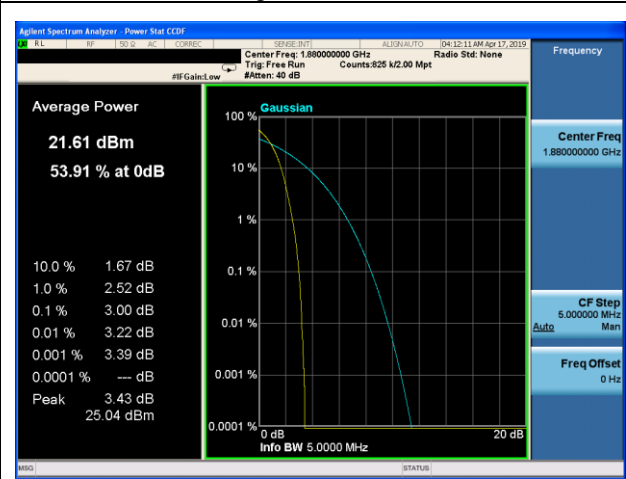 Agilent Spectrum Analyzer - Power Stat CCDF
RL RF 50 Ω AC CORREC SENSE:INT ALIGN AUTO 04:12:11 AM Apr 17, 2019
Center Freq: 1.880000000 GHz Radio Std: None
Trig: Free Run Counts:825 k/2.00 Mpt
#IFGain:Low #Atten: 40 dB
Frequency
Average Power
21.61 dBm
53.91 % at 0dB
10.0 % 1.67 dB
1.0 % 2.52 dB
0.1 % 3.00 dB
0.01 % 3.22 dB
0.001 % 3.39 dB
0.0001 % --- dB
Peak 3.43 dB
25.04 dBm
Gaussian
100 %
10 %
1 %
0.1 %
0.01 %
0.001 %
0.0001 %
0 dB 20 dB
Info BW 5.0000 MHz
Center Freq
1.880000000 GHz
CF Step
5.000000 MHz
Auto Man
Freq Offset
0 Hz
MSG STATUS